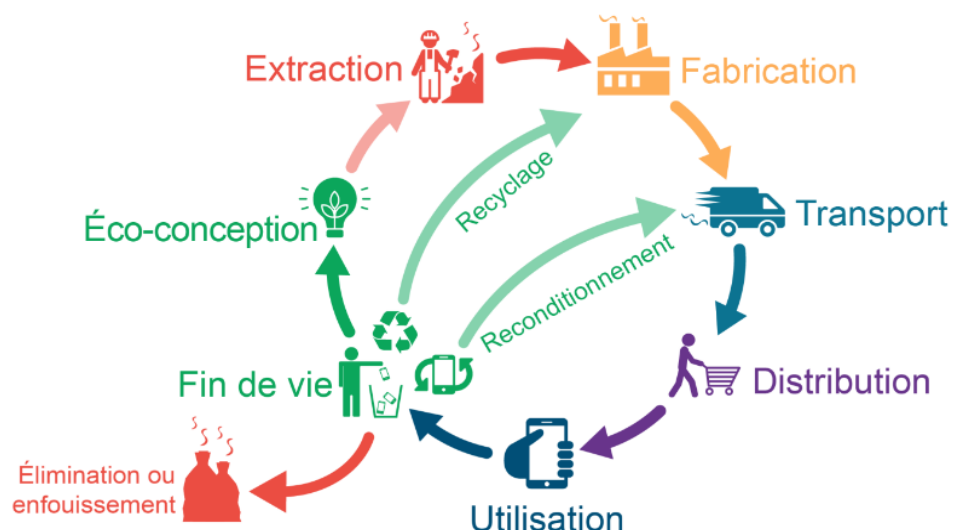 Extraction
Fabrication
Recyclage
Éco-conception
Transport
Reconditionnement
Fin de vie
Distribution
Élimination ou
enfouissement
Utilisation